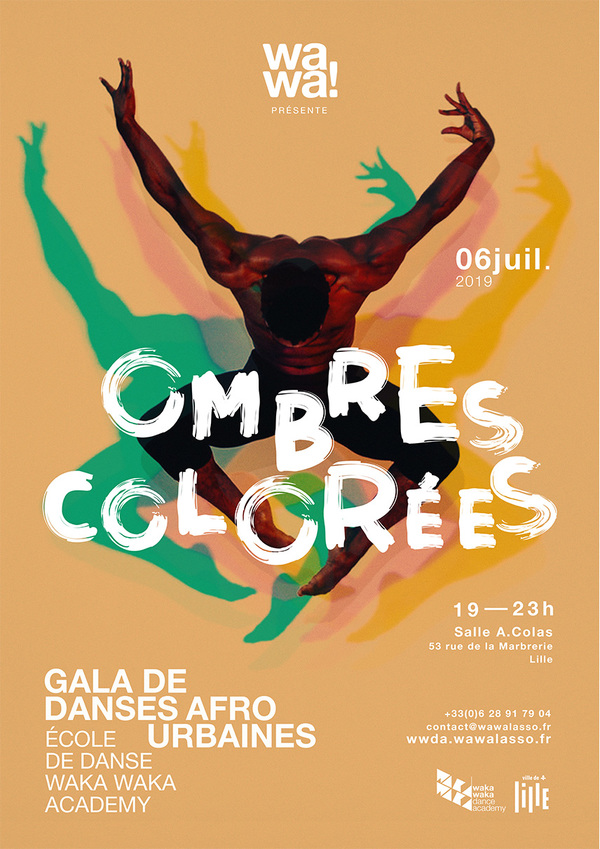 wa
wa!
PRÉSENTE
06juil.
2019
OMBRES
COLORÉES
19—23h
Salle A.Colas
53 rue de la Marbrerie
Lille
GALA DE
DANSES AFRO
URBAINES
ÉCOLE
DE DANSE
WAKA WAKA
ACADEMY
+33(0)6 28 91 79 04
contact@wawalasso.fr
wwda.wawalasso.fr
waka
waka
dance
academy
ville de
lille